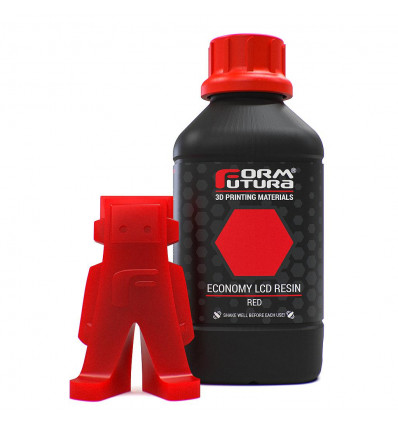 FORM
FUTURA
3D PRINTING MATERIALS
ECONOMY LCD RESIN
RED
SHAKE WELL BEFORE EACH USE!